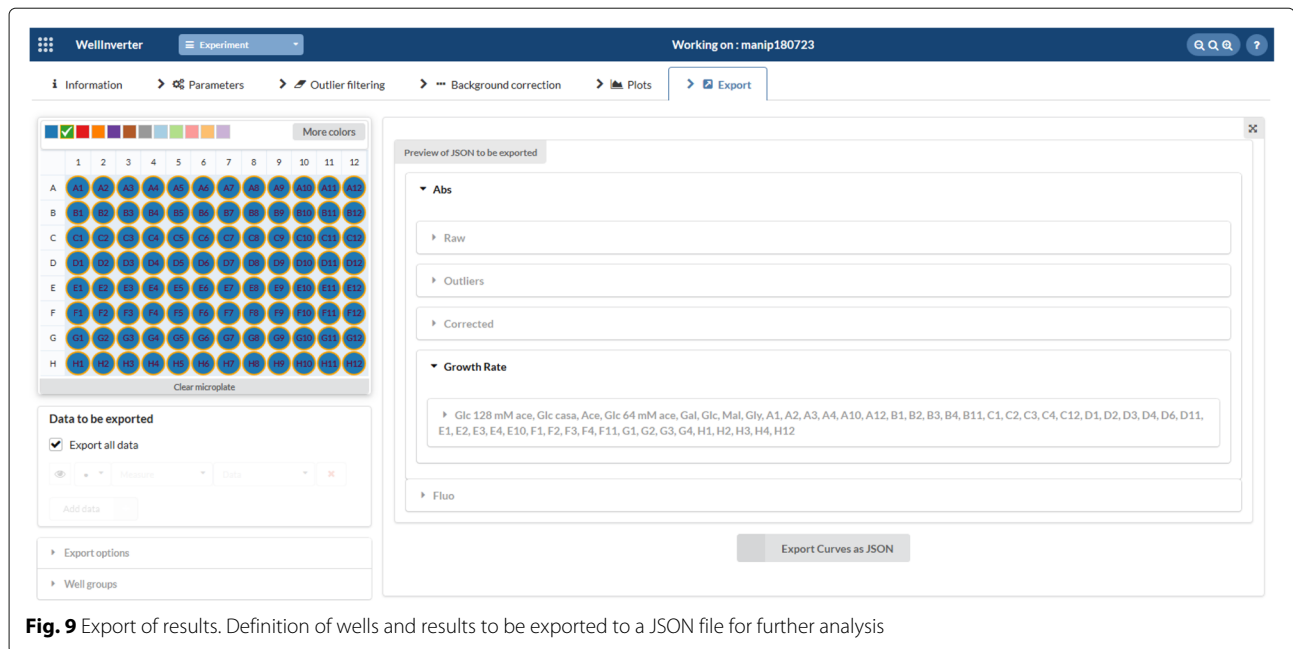 WellInverter Experiment Working on : manip180723 ?
i Information Parameters Outlier filtering Background correction Plots Export
More colors
1 2 3 4 5 6 7 8 9 10 11 12
A A1 A2 A3 A4 A5 A6 A7 A8 A9 A10 A11 A12
B B1 B2 B3 B4 B5 B6 B7 B8 B9 B10 B11 B12
C C1 C2 C3 C4 C5 C6 C7 C8 C9 C10 C11 C12
D D1 D2 D3 D4 D5 D6 D7 D8 D9 D10 D11 D12
E E1 E2 E3 E4 E5 E6 E7 E8 E9 E10 E11 E12
F F1 F2 F3 F4 F5 F6 F7 F8 F9 F10 F11 F12
G G1 G2 G3 G4 G5 G6 G7 G8 G9 G10 G11 G12
H H1 H2 H3 H4 H5 H6 H7 H8 H9 H10 H11 H12
Clear microplate
Data to be exported
Export all data
Measure Data
Add data
Export options
Well groups
Preview of JSON to be exported
Abs
Raw
Outliers
Corrected
Growth Rate
Glc 128 mM ace, Glc casa, Ace, Glc 64 mM ace, Gal, Glc, Mal, Gly, A1, A2, A3, A4, A10, A12, B1, B2, B3, B4, B11, C1, C2, C3, C4, C12, D1, D2, D3, D4, D6, D11,
E1, E2, E3, E4, E10, F1, F2, F3, F4, F11, G1, G2, G3, G4, H1, H2, H3, H4, H12
Fluo
Export Curves as JSON
Fig. 9 Export of results. Definition of wells and results to be exported to a JSON file for further analysis